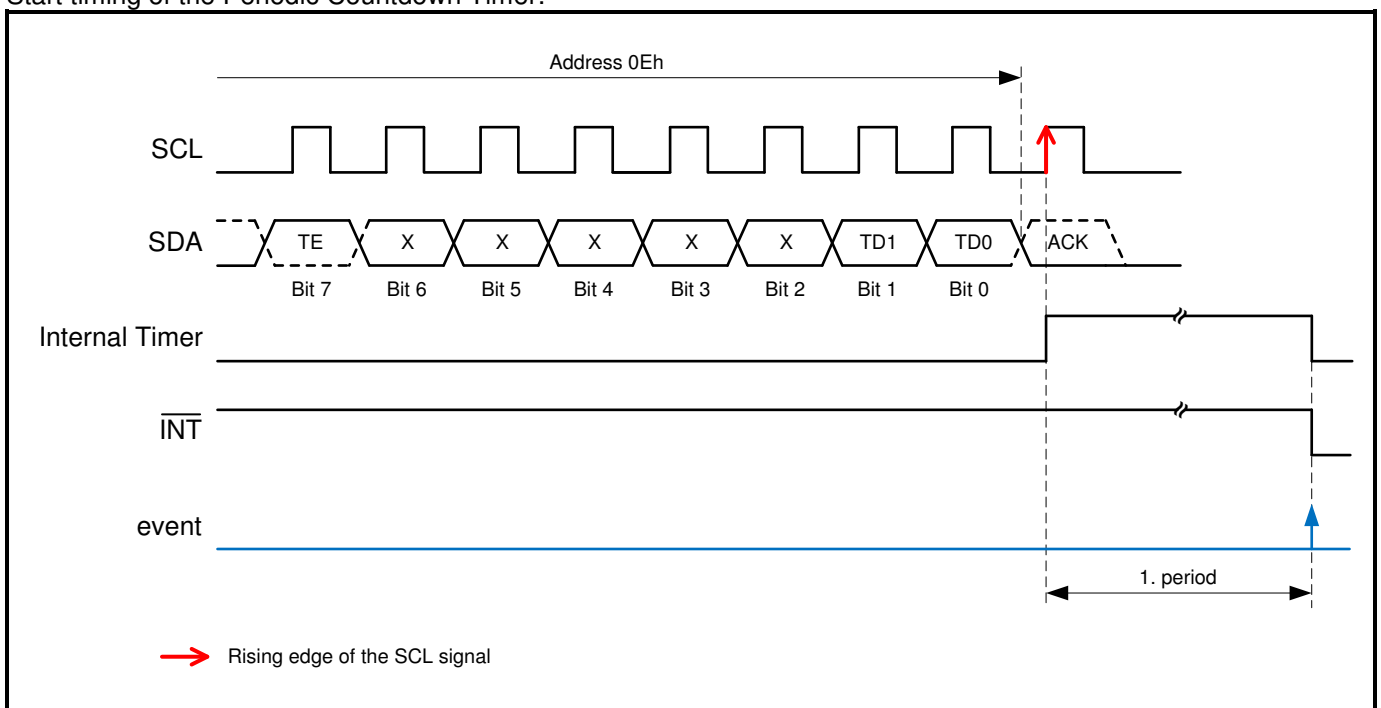 Start timing of the Periodic Countdown Timer:
Address 0Eh
SCL
SDA TE X X X X X TD1 TD0 ACK
Bit 7 Bit 6 Bit 5 Bit 4 Bit 3 Bit 2 Bit 1 Bit 0
Internal Timer
INT
event
1. period
Rising edge of the SCL signal